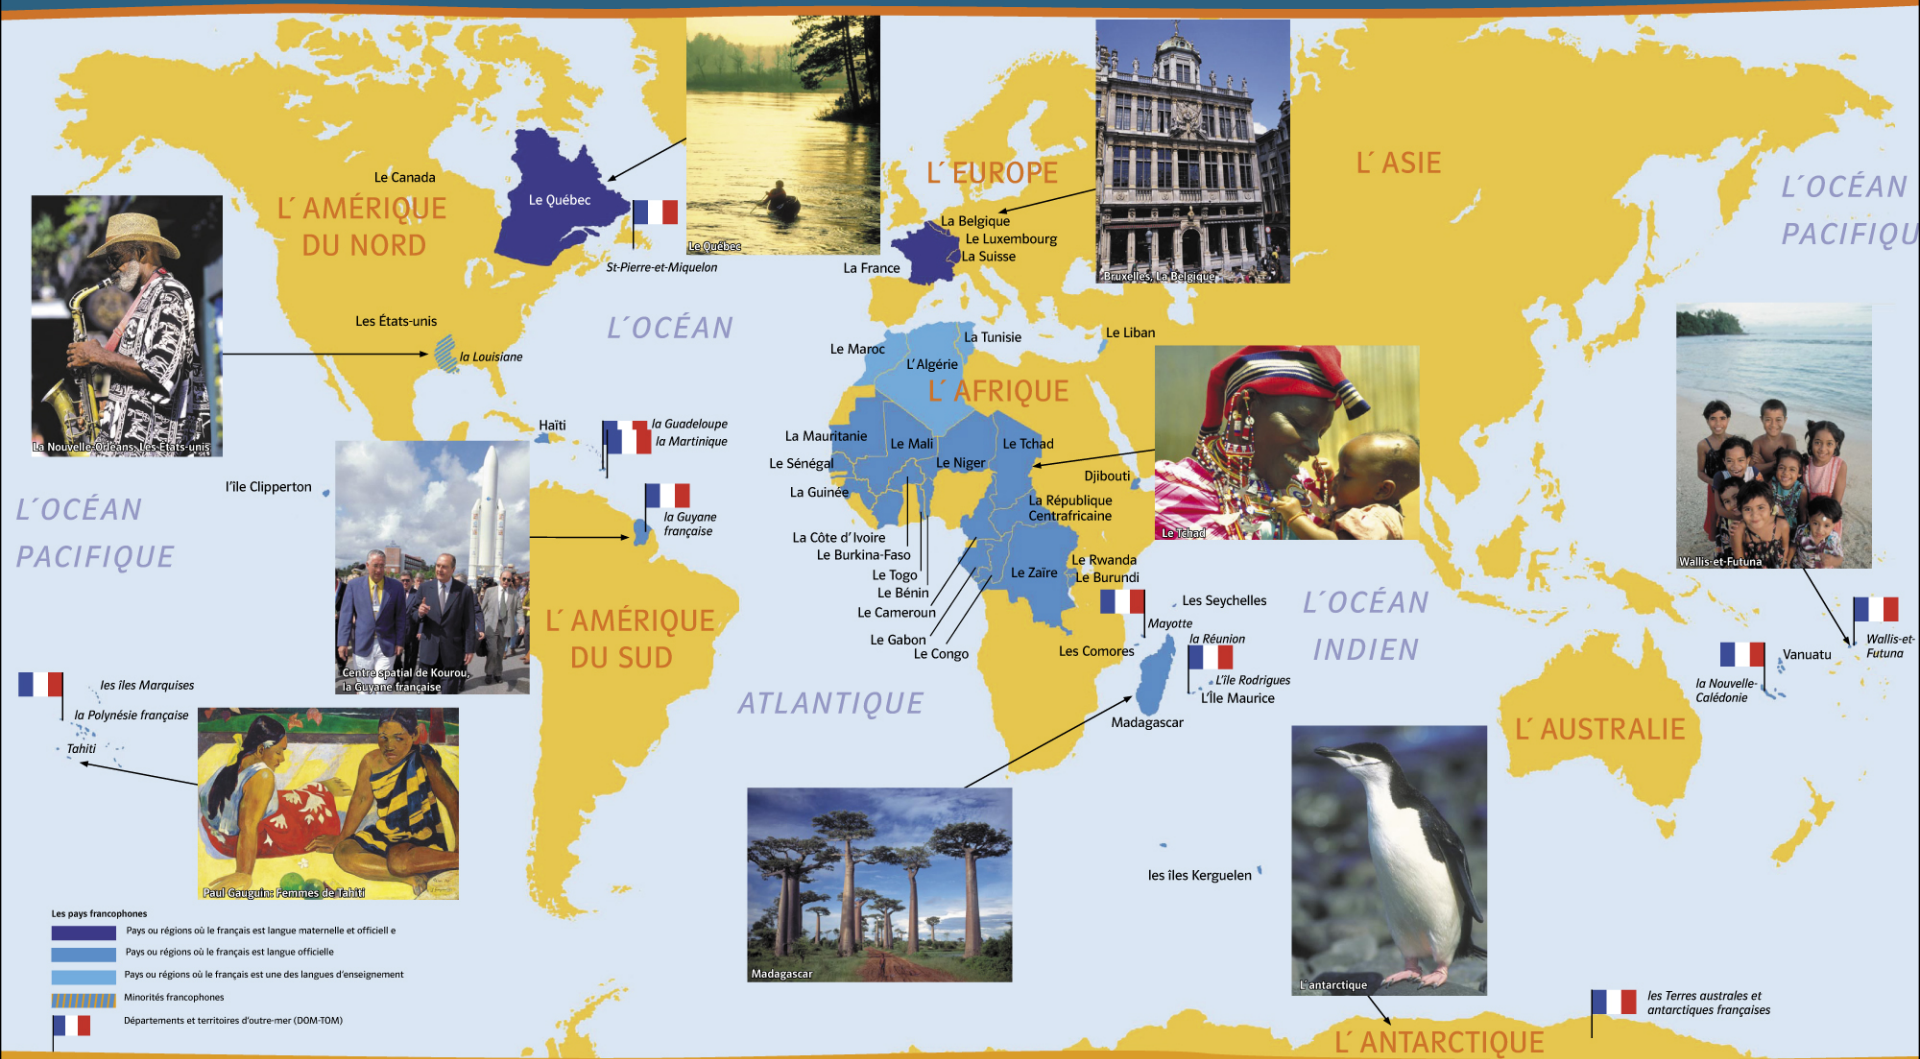 L´AMÉRIQUE
DU NORD
Le Canada
Le Québec
St-Pierre-et-Miquelon
Le Québec
L´EUROPE
La Belgique
Le Luxembourg
La Suisse
La France
Bruxelles, La Belgique
L´ASIE
L´OCÉAN
PACIFIQU
Les États-unis
la Louisiane
La Nouvelle-Orléans, Les États-unis
L´OCÉAN
Le Maroc
L´Algérie
La Tunisie
Le Liban
L´AFRIQUE
Haïti
la Guadeloupe
la Martinique
La Mauritanie
Le Mali
Le Niger
Le Tchad
Le Sénégal
La Guinée
Djibouti
La République
Centrafricaine
Le Tchad
l'île Clipperton
L´OCÉAN
PACIFIQUE
la Guyane
française
La Côte d'Ivoire
Le Burkina-Faso
Le Togo
Le Bénin
Le Cameroun
Le Gabon
Le Congo
Le Zaïre
Le Rwanda
Le Burundi
Wallis-et-Futuna
L´AMÉRIQUE
DU SUD
Centre spatial de Kourou,
la Guyane française
Les Seychelles
Mayotte
la Réunion
Les Comores
L'île Rodrigues
L'Île Maurice
Madagascar
L´OCÉAN
INDIEN
Wallis-et-
Futuna
Vanuatu
la Nouvelle-
Calédonie
les îles Marquises
la Polynésie française
Tahiti
ATLANTIQUE
L´AUSTRALIE
Paul Gauguin: Femmes de Tahiti
Madagascar
les îles Kerguelen
L'antarctique
les Terres australes et
antarctiques françaises
L´ANTARCTIQUE
Les pays francophones
Pays ou régions où le français est langue maternelle et officiell e
Pays ou régions où le français est langue officielle
Pays ou régions où le français est une des langues d'enseignement
Minorités francophones
Départements et territoires d'outre-mer (DOM-TOM)